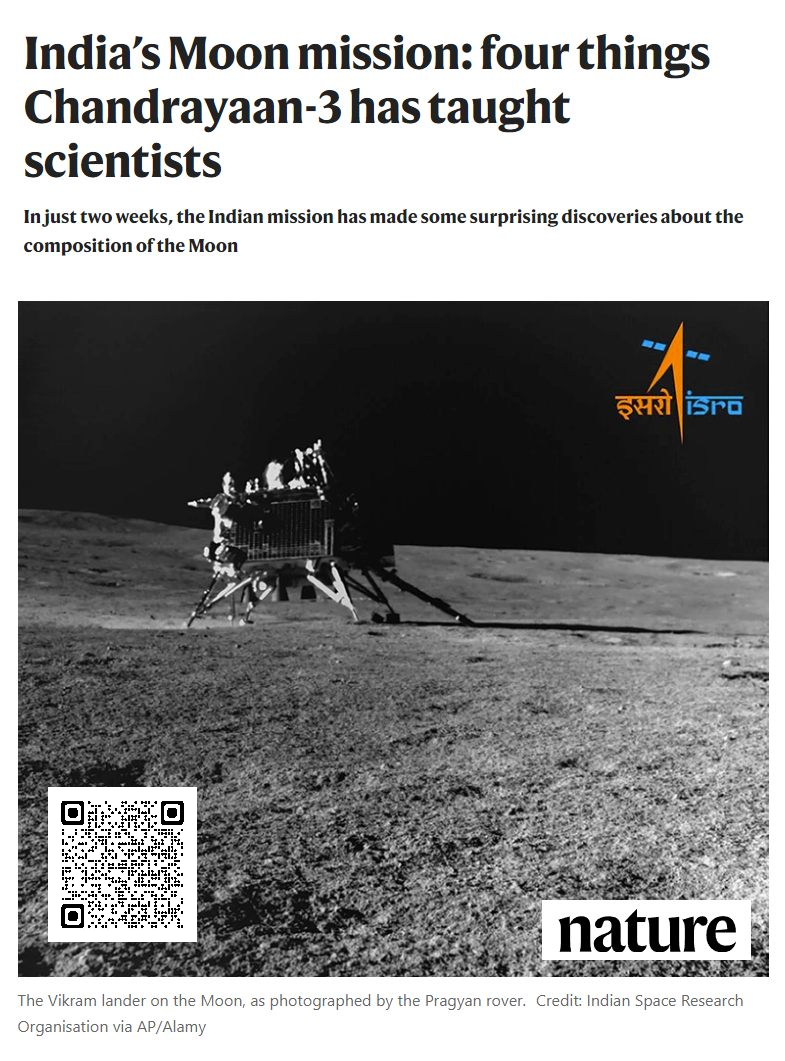 India’s Moon mission: four things
Chandrayaan-3 has taught
scientists
In just two weeks, the Indian mission has made some surprising discoveries about the
composition of the Moon
इसरो isro
nature
The Vikram lander on the Moon, as photographed by the Pragyan rover. Credit: Indian Space Research
Organisation via AP/Alamy